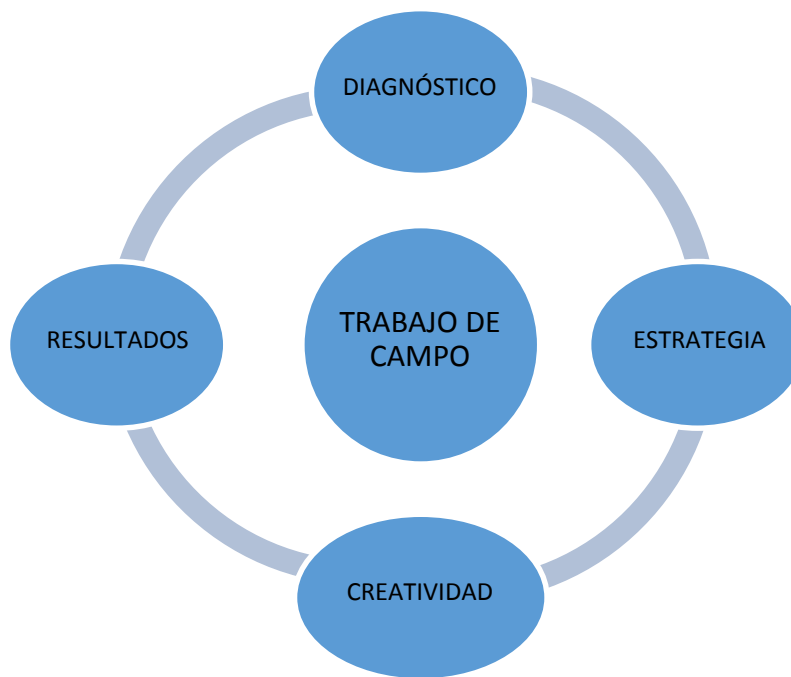 DIAGNÓSTICO
RESULTADOS
TRABAJO DE
CAMPO
ESTRATEGIA
CREATIVIDAD